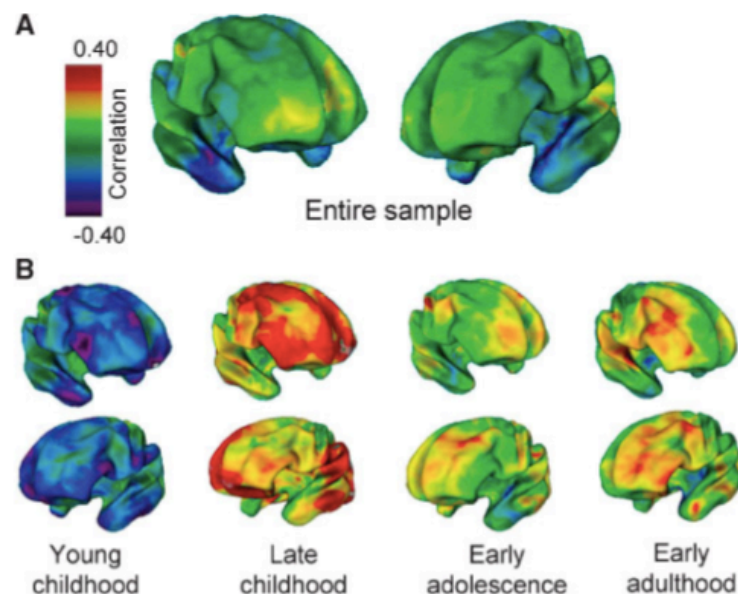 A
0.40
Correlation
-0.40
Entire sample
B
Young
childhood
Late
childhood
Early
adolescence
Early
adulthood